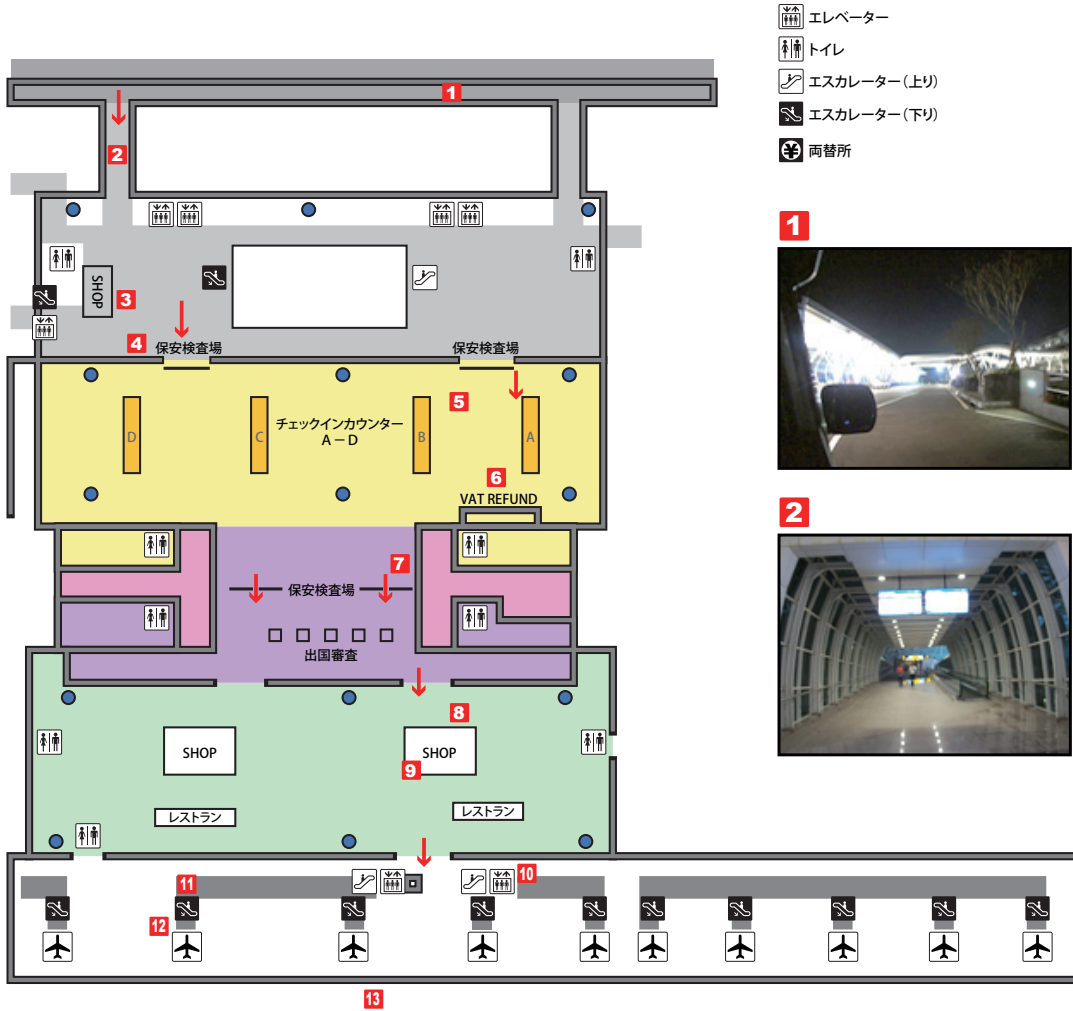 エレベーター
トイレ
エスカレーター(上り)
エスカレーター(下り)
両替所
1
2
SHOP
3
4
保安検査場
保安検査場
5
チェックインカウンター
A-D
D
C
B
A
6
VAT REFUND
7
保安検査場
出国審査
8
SHOP
SHOP
9
レストラン
レストラン
10
11
12
13
1
2